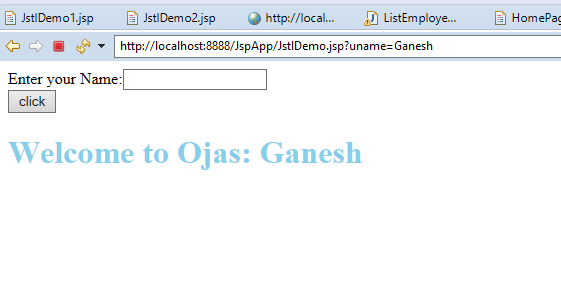 JstlDemo1.jsp JstlDemo2.jsp http://local... ListEmploye... HomePag
http://localhost:8888/JspApp/JstlDemo.jsp?uname=Ganesh
Enter your Name:
click
Welcome to Ojas: Ganesh